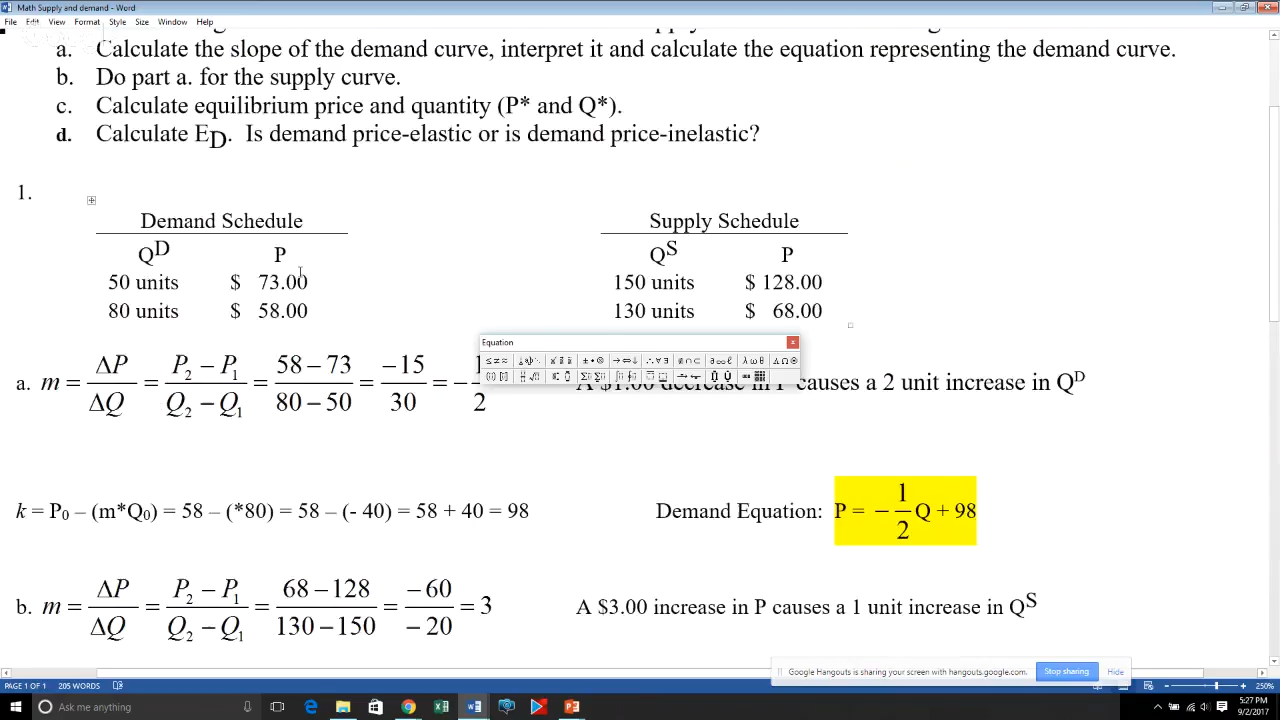 Math Supply and demand - Word
File Edit View Format Style Size Window Help
a. Calculate the slope of the demand curve, interpret it and calculate the equation representing the demand curve.
b. Do part a. for the supply curve.
c. Calculate equilibrium price and quantity (P* and Q*).
d. Calculate ED. Is demand price-elastic or is demand price-inelastic?
1.
Demand Schedule Supply Schedule
QD P QS P
50 units $ 73.00 150 units $ 128.00
80 units $ 58.00 130 units $ 68.00
Equation
a. m = ΔP/ΔQ = (P2 − P1)/(Q2 − Q1) = (58 − 73)/(80 − 50) = −15/30 = − 1/2 A $1.00 decrease in P causes a 2 unit increase in QD
k = P0 – (m*Q0) = 58 – (*80) = 58 – (- 40) = 58 + 40 = 98 Demand Equation: P = − 1/2 Q + 98
b. m = ΔP/ΔQ = (P2 − P1)/(Q2 − Q1) = (68 − 128)/(130 − 150) = −60/−20 = 3 A $3.00 increase in P causes a 1 unit increase in QS
Google Hangouts is sharing your screen with hangouts.google.com. Stop sharing Hide
PAGE 1 OF 1 205 WORDS 250%
Ask me anything 5:27 PM
9/2/2017